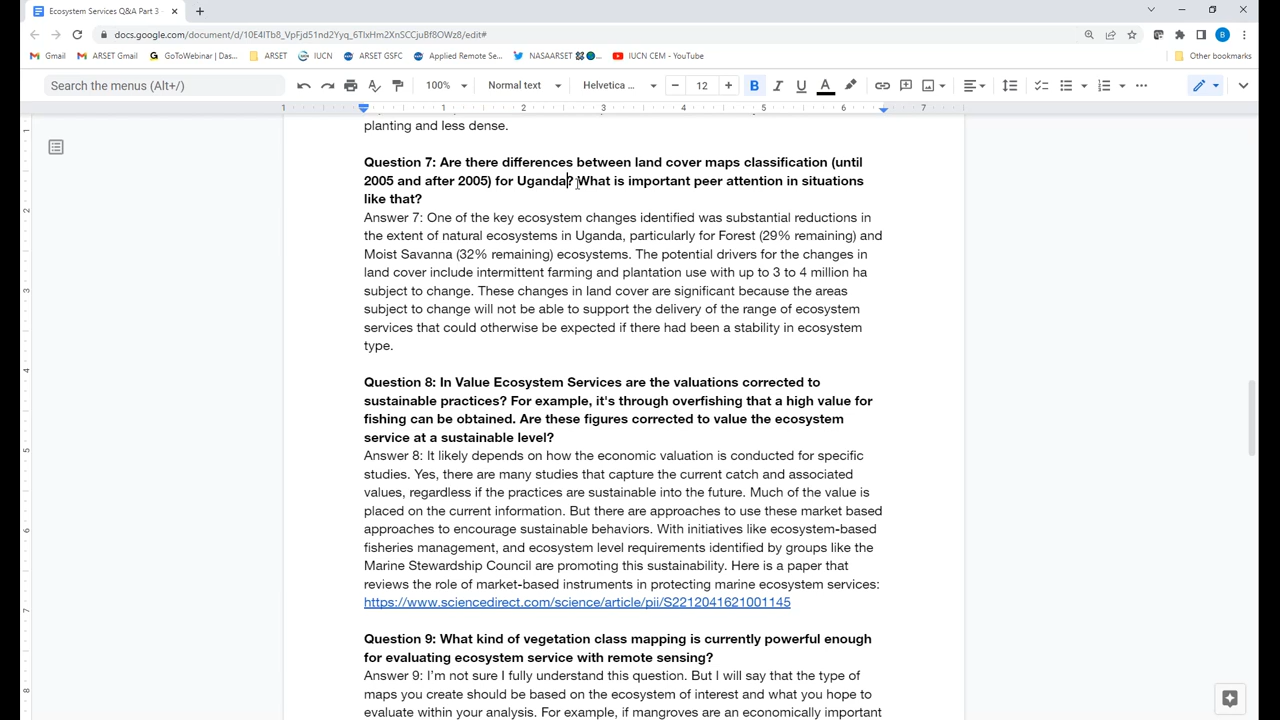 Ecosystem Services Q&A Part 3
docs.google.com/document/d/10E4ITb8_VpFjd51nd2Yyq_6TlxHm2XnSCCjuBf8OWz8/edit#
B
Gmail
ARSET Gmail
GoToWebinar | Das...
ARSET
IUCN
ARSET GSFC
Applied Remote Se...
NASAARSET
IUCN CEM - YouTube
Other bookmarks
Search the menus (Alt+/)
100%
Normal text
Helvetica ...
12
B I U A
1 1 2 3 4 5 6 7
planting and less dense.
Question 7: Are there differences between land cover maps classification (until
2005 and after 2005) for Uganda? What is important peer attention in situations
like that?
Answer 7: One of the key ecosystem changes identified was substantial reductions in
the extent of natural ecosystems in Uganda, particularly for Forest (29% remaining) and
Moist Savanna (32% remaining) ecosystems. The potential drivers for the changes in
land cover include intermittent farming and plantation use with up to 3 to 4 million ha
subject to change. These changes in land cover are significant because the areas
subject to change will not be able to support the delivery of the range of ecosystem
services that could otherwise be expected if there had been a stability in ecosystem
type.
Question 8: In Value Ecosystem Services are the valuations corrected to
sustainable practices? For example, it's through overfishing that a high value for
fishing can be obtained. Are these figures corrected to value the ecosystem
service at a sustainable level?
Answer 8: It likely depends on how the economic valuation is conducted for specific
studies. Yes, there are many studies that capture the current catch and associated
values, regardless if the practices are sustainable into the future. Much of the value is
placed on the current information. But there are approaches to use these market based
approaches to encourage sustainable behaviors. With initiatives like ecosystem-based
fisheries management, and ecosystem level requirements identified by groups like the
Marine Stewardship Council are promoting this sustainability. Here is a paper that
reviews the role of market-based instruments in protecting marine ecosystem services:
https://www.sciencedirect.com/science/article/pii/S2212041621001145
Question 9: What kind of vegetation class mapping is currently powerful enough
for evaluating ecosystem service with remote sensing?
Answer 9: I'm not sure I fully understand this question. But I will say that the type of
maps you create should be based on the ecosystem of interest and what you hope to
evaluate within your analysis. For example, if mangroves are an economically important
1
2
3
4
5
6
7
8